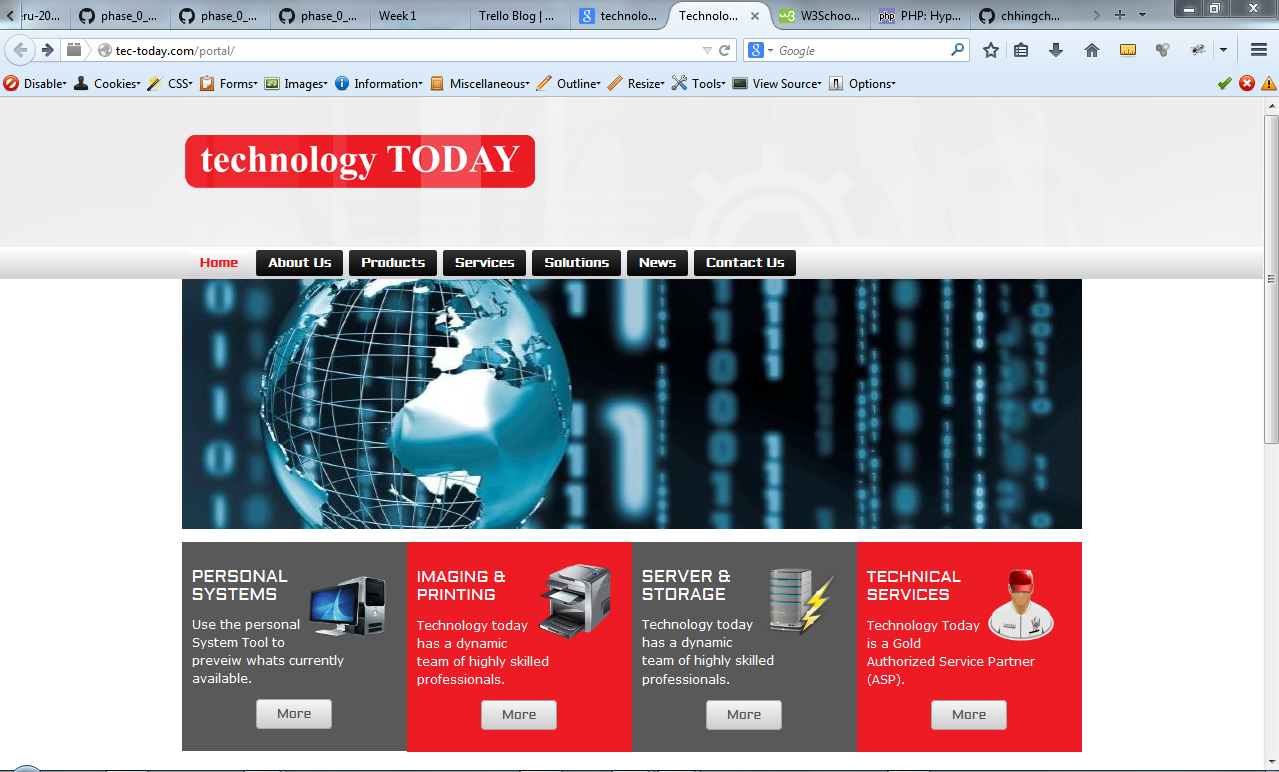 ru-20...
phase_0_...
phase_0_...
phase_0_...
Week 1
Trello Blog | ...
technolo...
Technolo...
W3Schoo...
PHP: Hyp...
chhingch...
tec-today.com/portal/
Google
Disable
Cookies
CSS
Forms
Images
Information
Miscellaneous
Outline
Resize
Tools
View Source
Options
technology TODAY
Home
About Us
Products
Services
Solutions
News
Contact Us
PERSONAL
SYSTEMS
Use the personal
System Tool to
preveiw whats currently
available.
More
IMAGING &
PRINTING
Technology today
has a dynamic
team of highly skilled
professionals.
More
SERVER &
STORAGE
Technology today
has a dynamic
team of highly skilled
professionals.
More
TECHNICAL
SERVICES
Technology Today
is a Gold
Authorized Service Partner
(ASP).
More